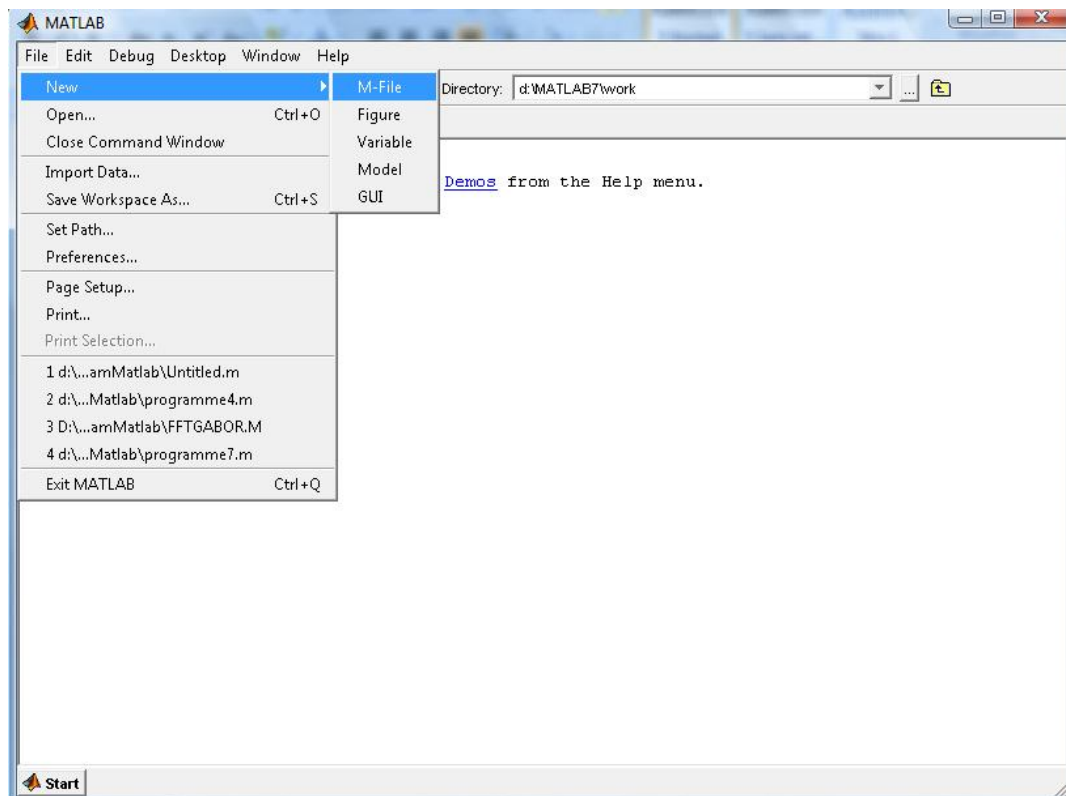 MATLAB
File Edit Debug Desktop Window Help
New
M-File
Directory: d:\MATLAB7\work ...
Open... Ctrl+O
Figure
Close Command Window
Variable
Import Data...
Model
Demos from the Help menu.
Save Workspace As... Ctrl+S
GUI
Set Path...
Preferences...
Page Setup...
Print...
Print Selection...
1 d:\...amMatlab\Untitled.m
2 d:\...Matlab\programme4.m
3 D:\...amMatlab\FFTGABOR.M
4 d:\...Matlab\programme7.m
Exit MATLAB Ctrl+Q
Start